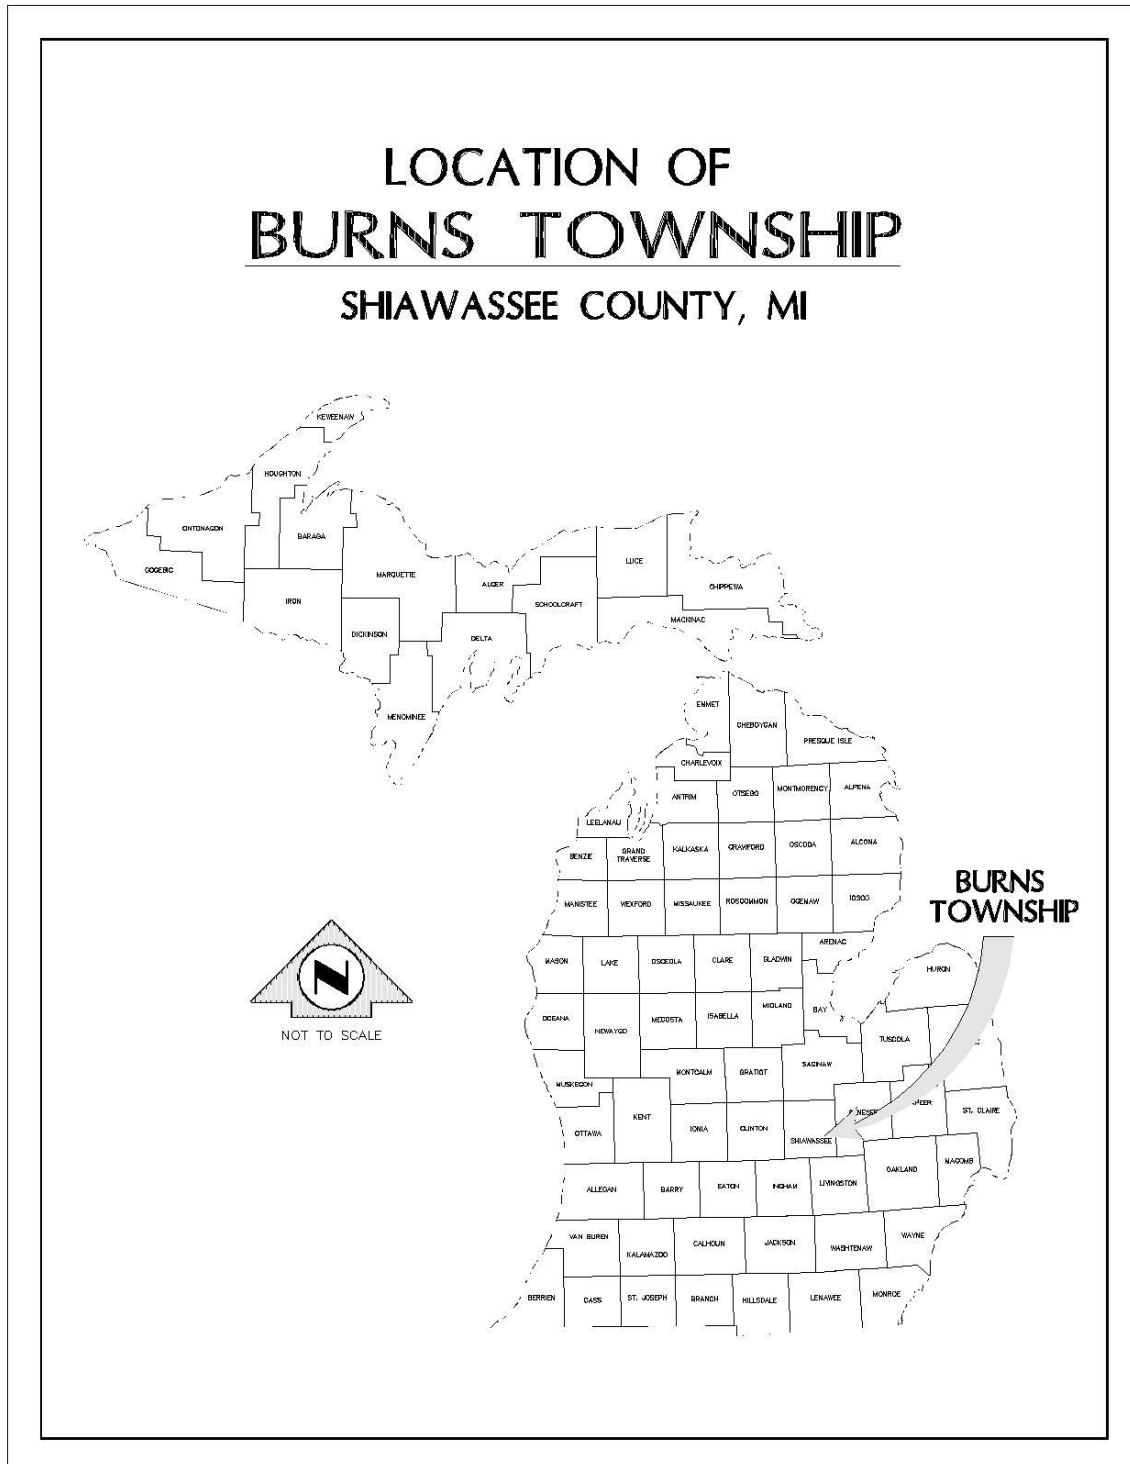 LOCATION OF
BURNS TOWNSHIP
SHIAWASSEE COUNTY, MI
KEWEENAW
HOUGHTON
ONTONAGON
BARAGA
GOGEBIC
MARQUETTE
LUCE
ALGER
CHIPPEWA
IRON
SCHOOLCRAFT
MACKINAC
DICKINSON
DELTA
MENOMINEE
EMMET
CHEBOYGAN
PRESQUE ISLE
CHARLEVOIX
ANTRIM
OTSEGO
MONTMORENCY
ALPENA
LEELANAU
BENZIE
GRAND
TRAVERSE
KALKASKA
CRAWFORD
OSCODA
ALCONA
BURNS
TOWNSHIP
MANISTEE
WEXFORD
MISSAUKEE
ROSCOMMON
OGEMAW
IOSCO
ARENAC
MASON
LAKE
OSCEOLA
CLARE
GLADWIN
HURON
OCEANA
NEWAYGO
MECOSTA
ISABELLA
MIDLAND
BAY
TUSCOLA
N
NOT TO SCALE
MUSKEGON
MONTCALM
GRATIOT
SAGINAW
KENT
OTTAWA
IONIA
CLINTON
SHIAWASSEE
ENESEE
PEER
ST. CLAIRE
ALLEGAN
BARRY
EATON
INGHAM
LIVINGSTON
OAKLAND
MACOMB
VAN BUREN
KALAMAZOO
CALHOUN
JACKSON
WASHTENAW
WAYNE
BERRIEN
CASS
ST. JOSEPH
BRANCH
HILLSDALE
LENAWEE
MONROE